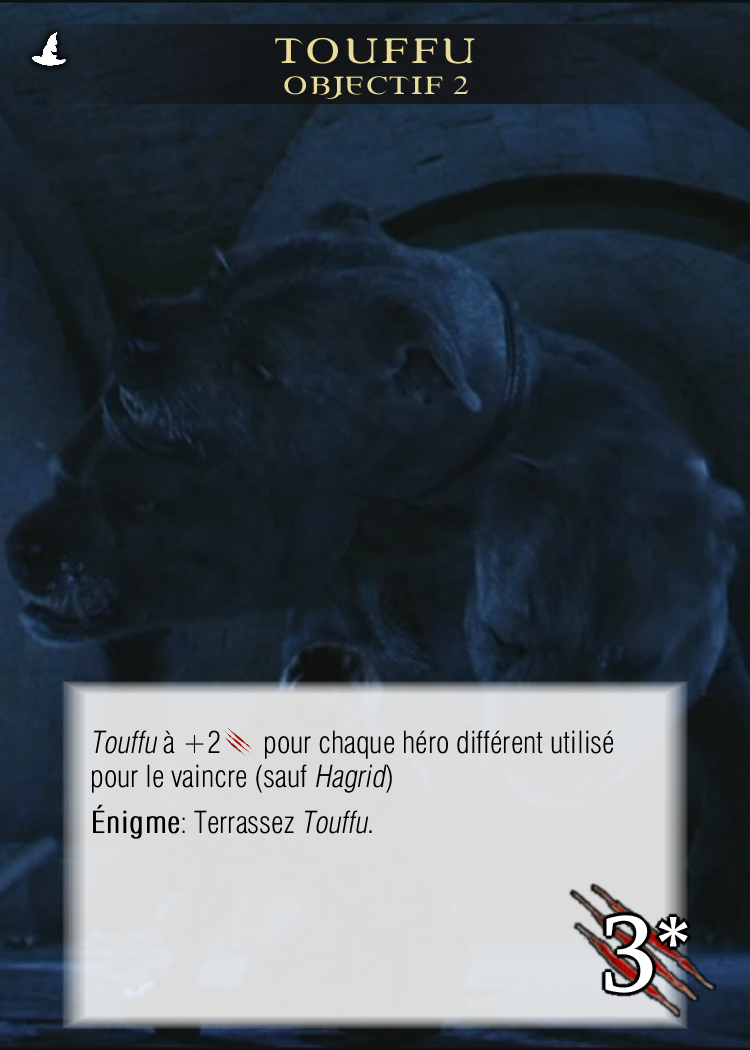 TOUFFU
OBJECTIF 2
Touffu à +2 pour chaque héro différent utilisé
pour le vaincre (sauf Hagrid)
Énigme: Terrassez Touffu.
3*